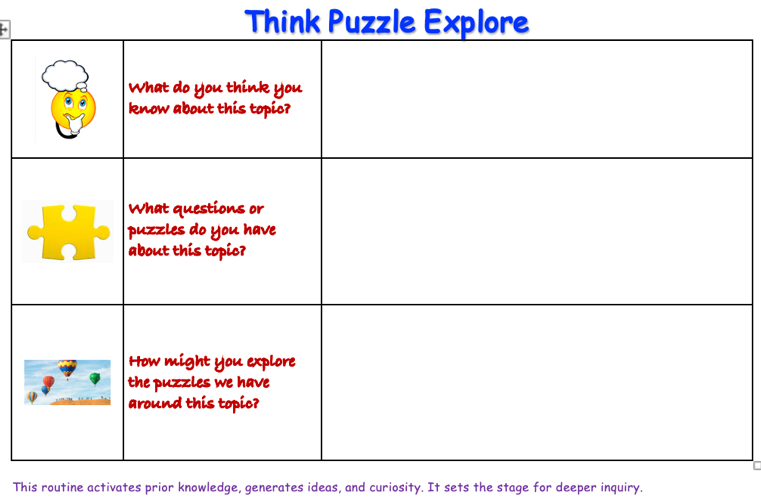 Think Puzzle Explore
What do you think you
know about this topic?
What questions or
puzzles do you have
about this topic?
How might you explore
the puzzles we have
around this topic?
This routine activates prior knowledge, generates ideas, and curiosity. It sets the stage for deeper inquiry.